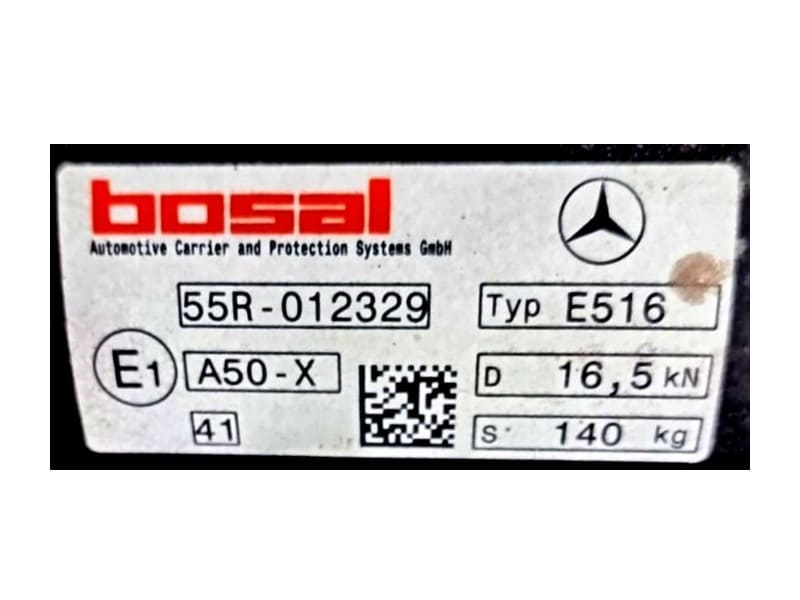 bosal
Automotive Carrier and Protection Systems GmbH
55R-012329
Typ E516
E1
A50-X
D 16,5 kN
41
S 140 kg